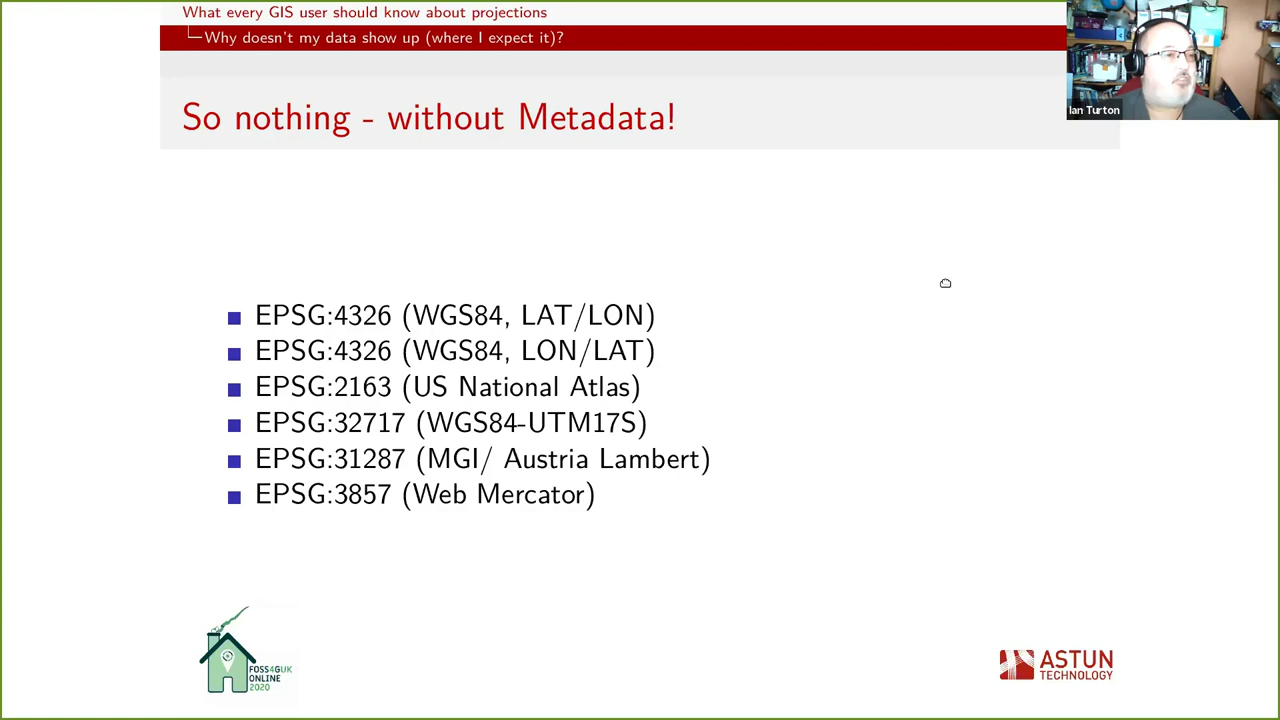 What every GIS user should know about projections
Why doesn't my data show up (where I expect it)?
Ian Turton
So nothing - without Metadata!
EPSG:4326 (WGS84, LAT/LON)
EPSG:4326 (WGS84, LON/LAT)
EPSG:2163 (US National Atlas)
EPSG:32717 (WGS84-UTM17S)
EPSG:31287 (MGI/ Austria Lambert)
EPSG:3857 (Web Mercator)
FOSS4GUK
ONLINE
2020
ASTUN
TECHNOLOGY